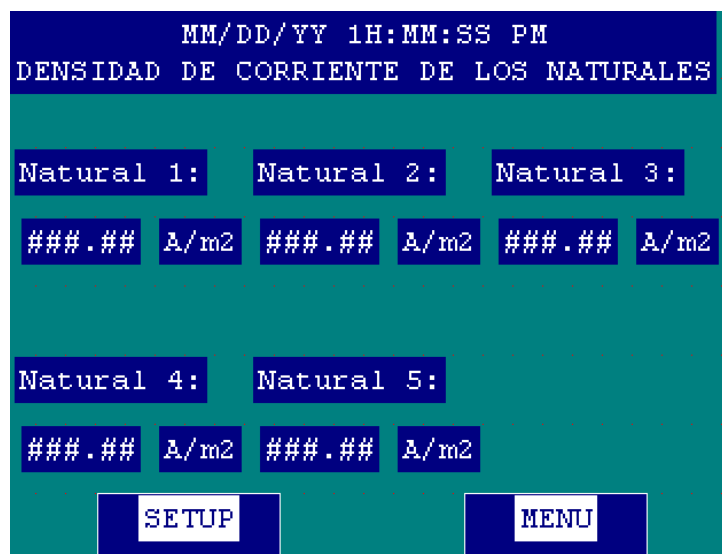 MM/DD/YY 1H:MM:SS PM
DENSIDAD DE CORRIENTE DE LOS NATURALES
Natural 1: Natural 2: Natural 3:
###.## A/m2 ###.## A/m2 ###.## A/m2
Natural 4: Natural 5:
###.## A/m2 ###.## A/m2
SETUP MENU